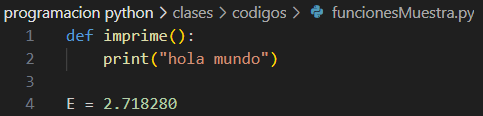 programacion python > clases > codigos > funcionesMuestra.py
1 def imprime():
2     print("hola mundo")
3
4 E = 2.718280